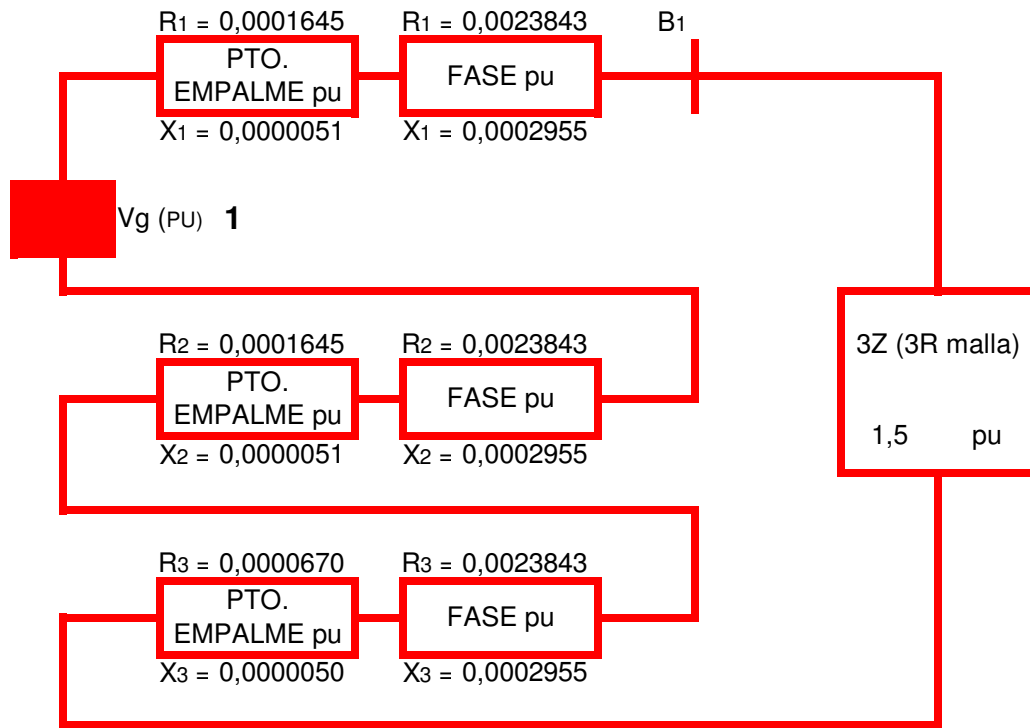 R1 = 0,0001645 R1 = 0,0023843 B1
PTO.
EMPALME pu
FASE pu
X1 = 0,0000051 X1 = 0,0002955
Vg (PU) 1
R2 = 0,0001645 R2 = 0,0023843
PTO.
EMPALME pu
FASE pu
X2 = 0,0000051 X2 = 0,0002955
3Z (3R malla)
1,5 pu
R3 = 0,0000670 R3 = 0,0023843
PTO.
EMPALME pu
FASE pu
X3 = 0,0000050 X3 = 0,0002955